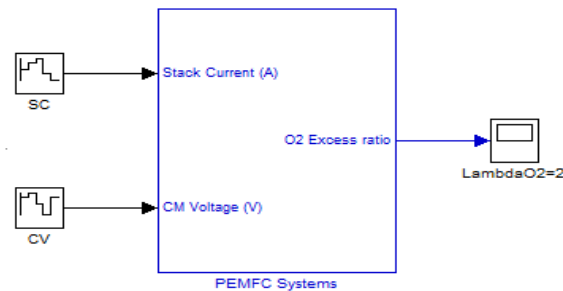 Stack Current (A)
SC
O2 Excess ratio
LambdaO2=2
CM Voltage (V)
CV
PEMFC Systems